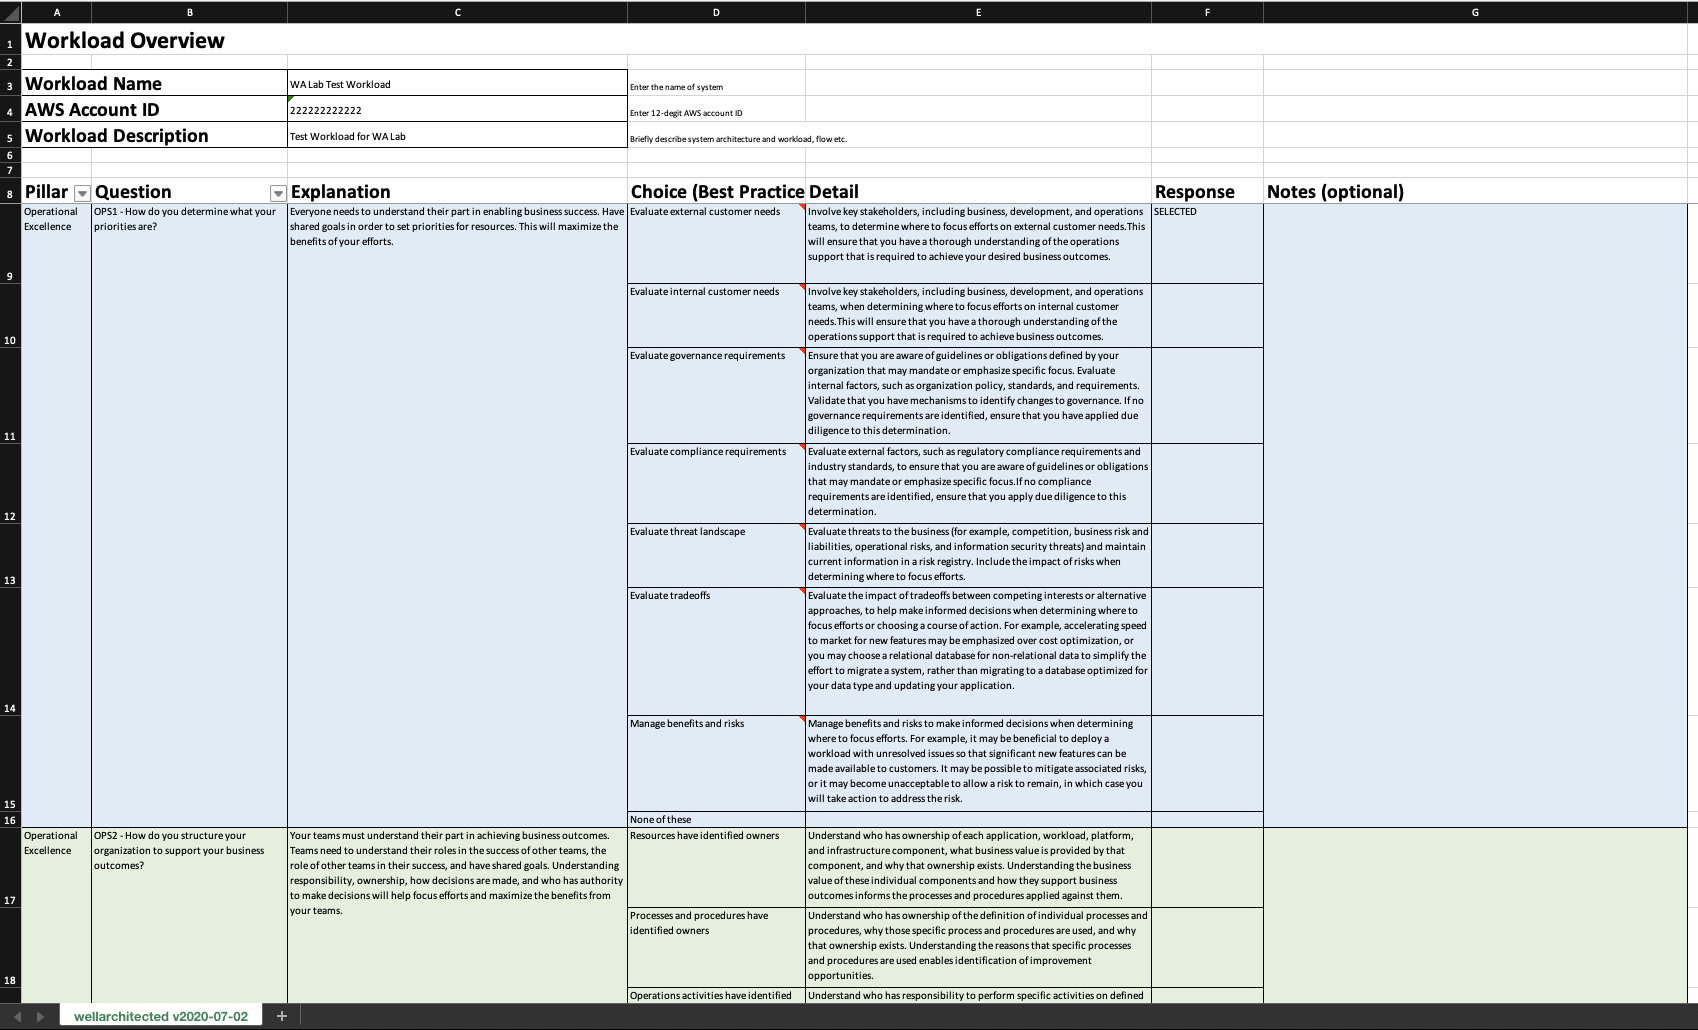 A B C D E F G
1 Workload Overview
2
3 Workload Name WA Lab Test Workload Enter the name of system
4 AWS Account ID 222222222222 Enter 12-degit AWS account ID
5 Workload Description Test Workload for WA Lab Briefly describe system architecture and workload, flow etc.
6
7
8 Pillar Question Explanation Choice (Best Practice Detail Response Notes (optional)
Operational
Excellence
OPS1 - How do you determine what your
priorities are?
Everyone needs to understand their part in enabling business success. Have
shared goals in order to set priorities for resources. This will maximize the
benefits of your efforts.
Evaluate external customer needs
Involve key stakeholders, including business, development, and operations
teams, to determine where to focus efforts on external customer needs.This
will ensure that you have a thorough understanding of the operations
support that is required to achieve your desired business outcomes.
SELECTED
9
Evaluate internal customer needs
Involve key stakeholders, including business, development, and operations
teams, when determining where to focus efforts on internal customer
needs.This will ensure that you have a thorough understanding of the
operations support that is required to achieve business outcomes.
10
Evaluate governance requirements
Ensure that you are aware of guidelines or obligations defined by your
organization that may mandate or emphasize specific focus. Evaluate
internal factors, such as organization policy, standards, and requirements.
Validate that you have mechanisms to identify changes to governance. If no
governance requirements are identified, ensure that you have applied due
diligence to this determination.
11
Evaluate compliance requirements
Evaluate external factors, such as regulatory compliance requirements and
industry standards, to ensure that you are aware of guidelines or obligations
that may mandate or emphasize specific focus.If no compliance
requirements are identified, ensure that you apply due diligence to this
determination.
12
Evaluate threat landscape
Evaluate threats to the business (for example, competition, business risk and
liabilities, operational risks, and information security threats) and maintain
current information in a risk registry. Include the impact of risks when
determining where to focus efforts.
13
Evaluate tradeoffs
Evaluate the impact of tradeoffs between competing interests or alternative
approaches, to help make informed decisions when determining where to
focus efforts or choosing a course of action. For example, accelerating speed
to market for new features may be emphasized over cost optimization, or
you may choose a relational database for non-relational data to simplify the
effort to migrate a system, rather than migrating to a database optimized for
your data type and updating your application.
14
Manage benefits and risks
Manage benefits and risks to make informed decisions when determining
where to focus efforts. For example, it may be beneficial to deploy a
workload with unresolved issues so that significant new features can be
made available to customers. It may be possible to mitigate associated risks,
or it may become unacceptable to allow a risk to remain, in which case you
will take action to address the risk.
15
16 None of these
Operational
Excellence
OPS2 - How do you structure your
organization to support your business
outcomes?
Your teams must understand their part in achieving business outcomes.
Teams need to understand their roles in the success of other teams, the
role of other teams in their success, and have shared goals. Understanding
responsibility, ownership, how decisions are made, and who has authority
to make decisions will help focus efforts and maximize the benefits from
your teams.
Resources have identified owners
Understand who has ownership of each application, workload, platform,
and infrastructure component, what business value is provided by that
component, and why that ownership exists. Understanding the business
value of these individual components and how they support business
outcomes informs the processes and procedures applied against them.
17
Processes and procedures have
identified owners
Understand who has ownership of the definition of individual processes and
procedures, why those specific process and procedures are used, and why
that ownership exists. Understanding the reasons that specific processes
and procedures are used enables identification of improvement
opportunities.
18
Operations activities have identified
Understand who has responsibility to perform specific activities on defined
wellarchitected v2020-07-02 +